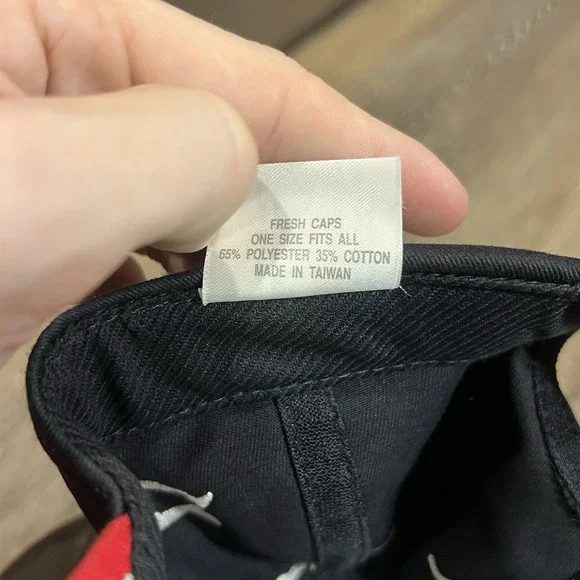 FRESH CAPS
ONE SIZE FITS ALL
65% POLYESTER 35% COTTON
MADE IN TAIWAN